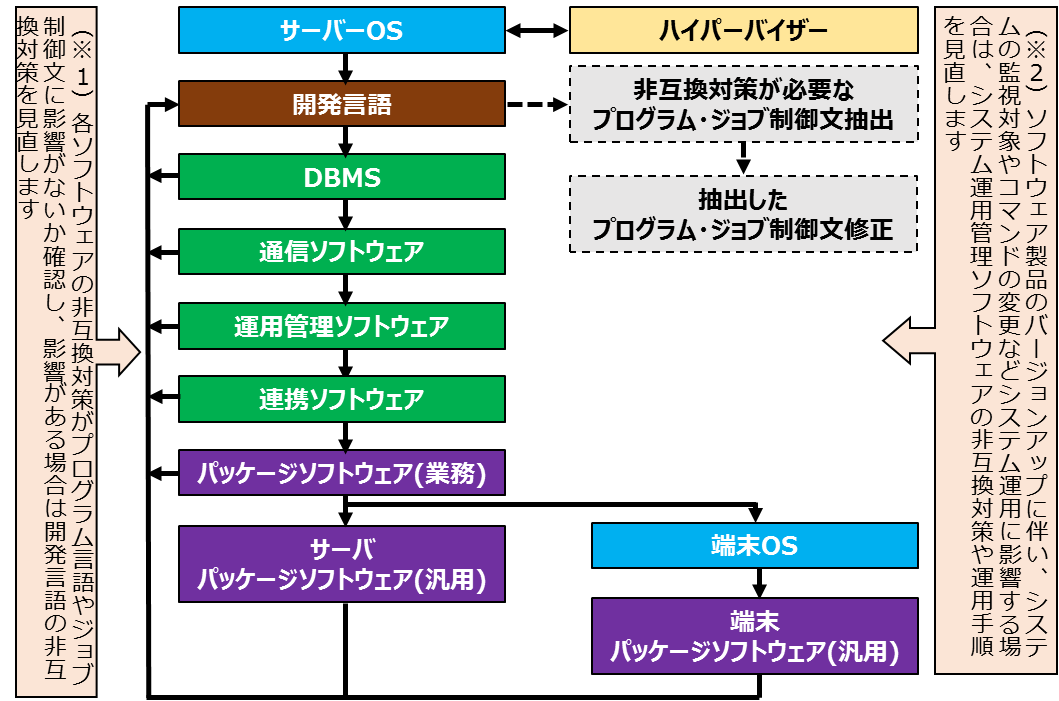 (※1)各ソフトウェアの非互換対策がプログラム言語やジョブ
制御文に影響がないか確認し、影響がある場合は開発言語の非互
換対策を見直します
サーバーOS
ハイパーバイザー
開発言語
非互換対策が必要な
プログラム・ジョブ制御文抽出
DBMS
抽出した
プログラム・ジョブ制御文修正
通信ソフトウェア
運用管理ソフトウェア
連携ソフトウェア
パッケージソフトウェア(業務)
サーバ
パッケージソフトウェア(汎用)
端末OS
端末
パッケージソフトウェア(汎用)
(※2)ソフトウェア製品のバージョンアップに伴い、システ
ムの監視対象やコマンドの変更などシステム運用に影響する場
合は、システム運用管理ソフトウェアの非互換対策や運用手順
を見直します